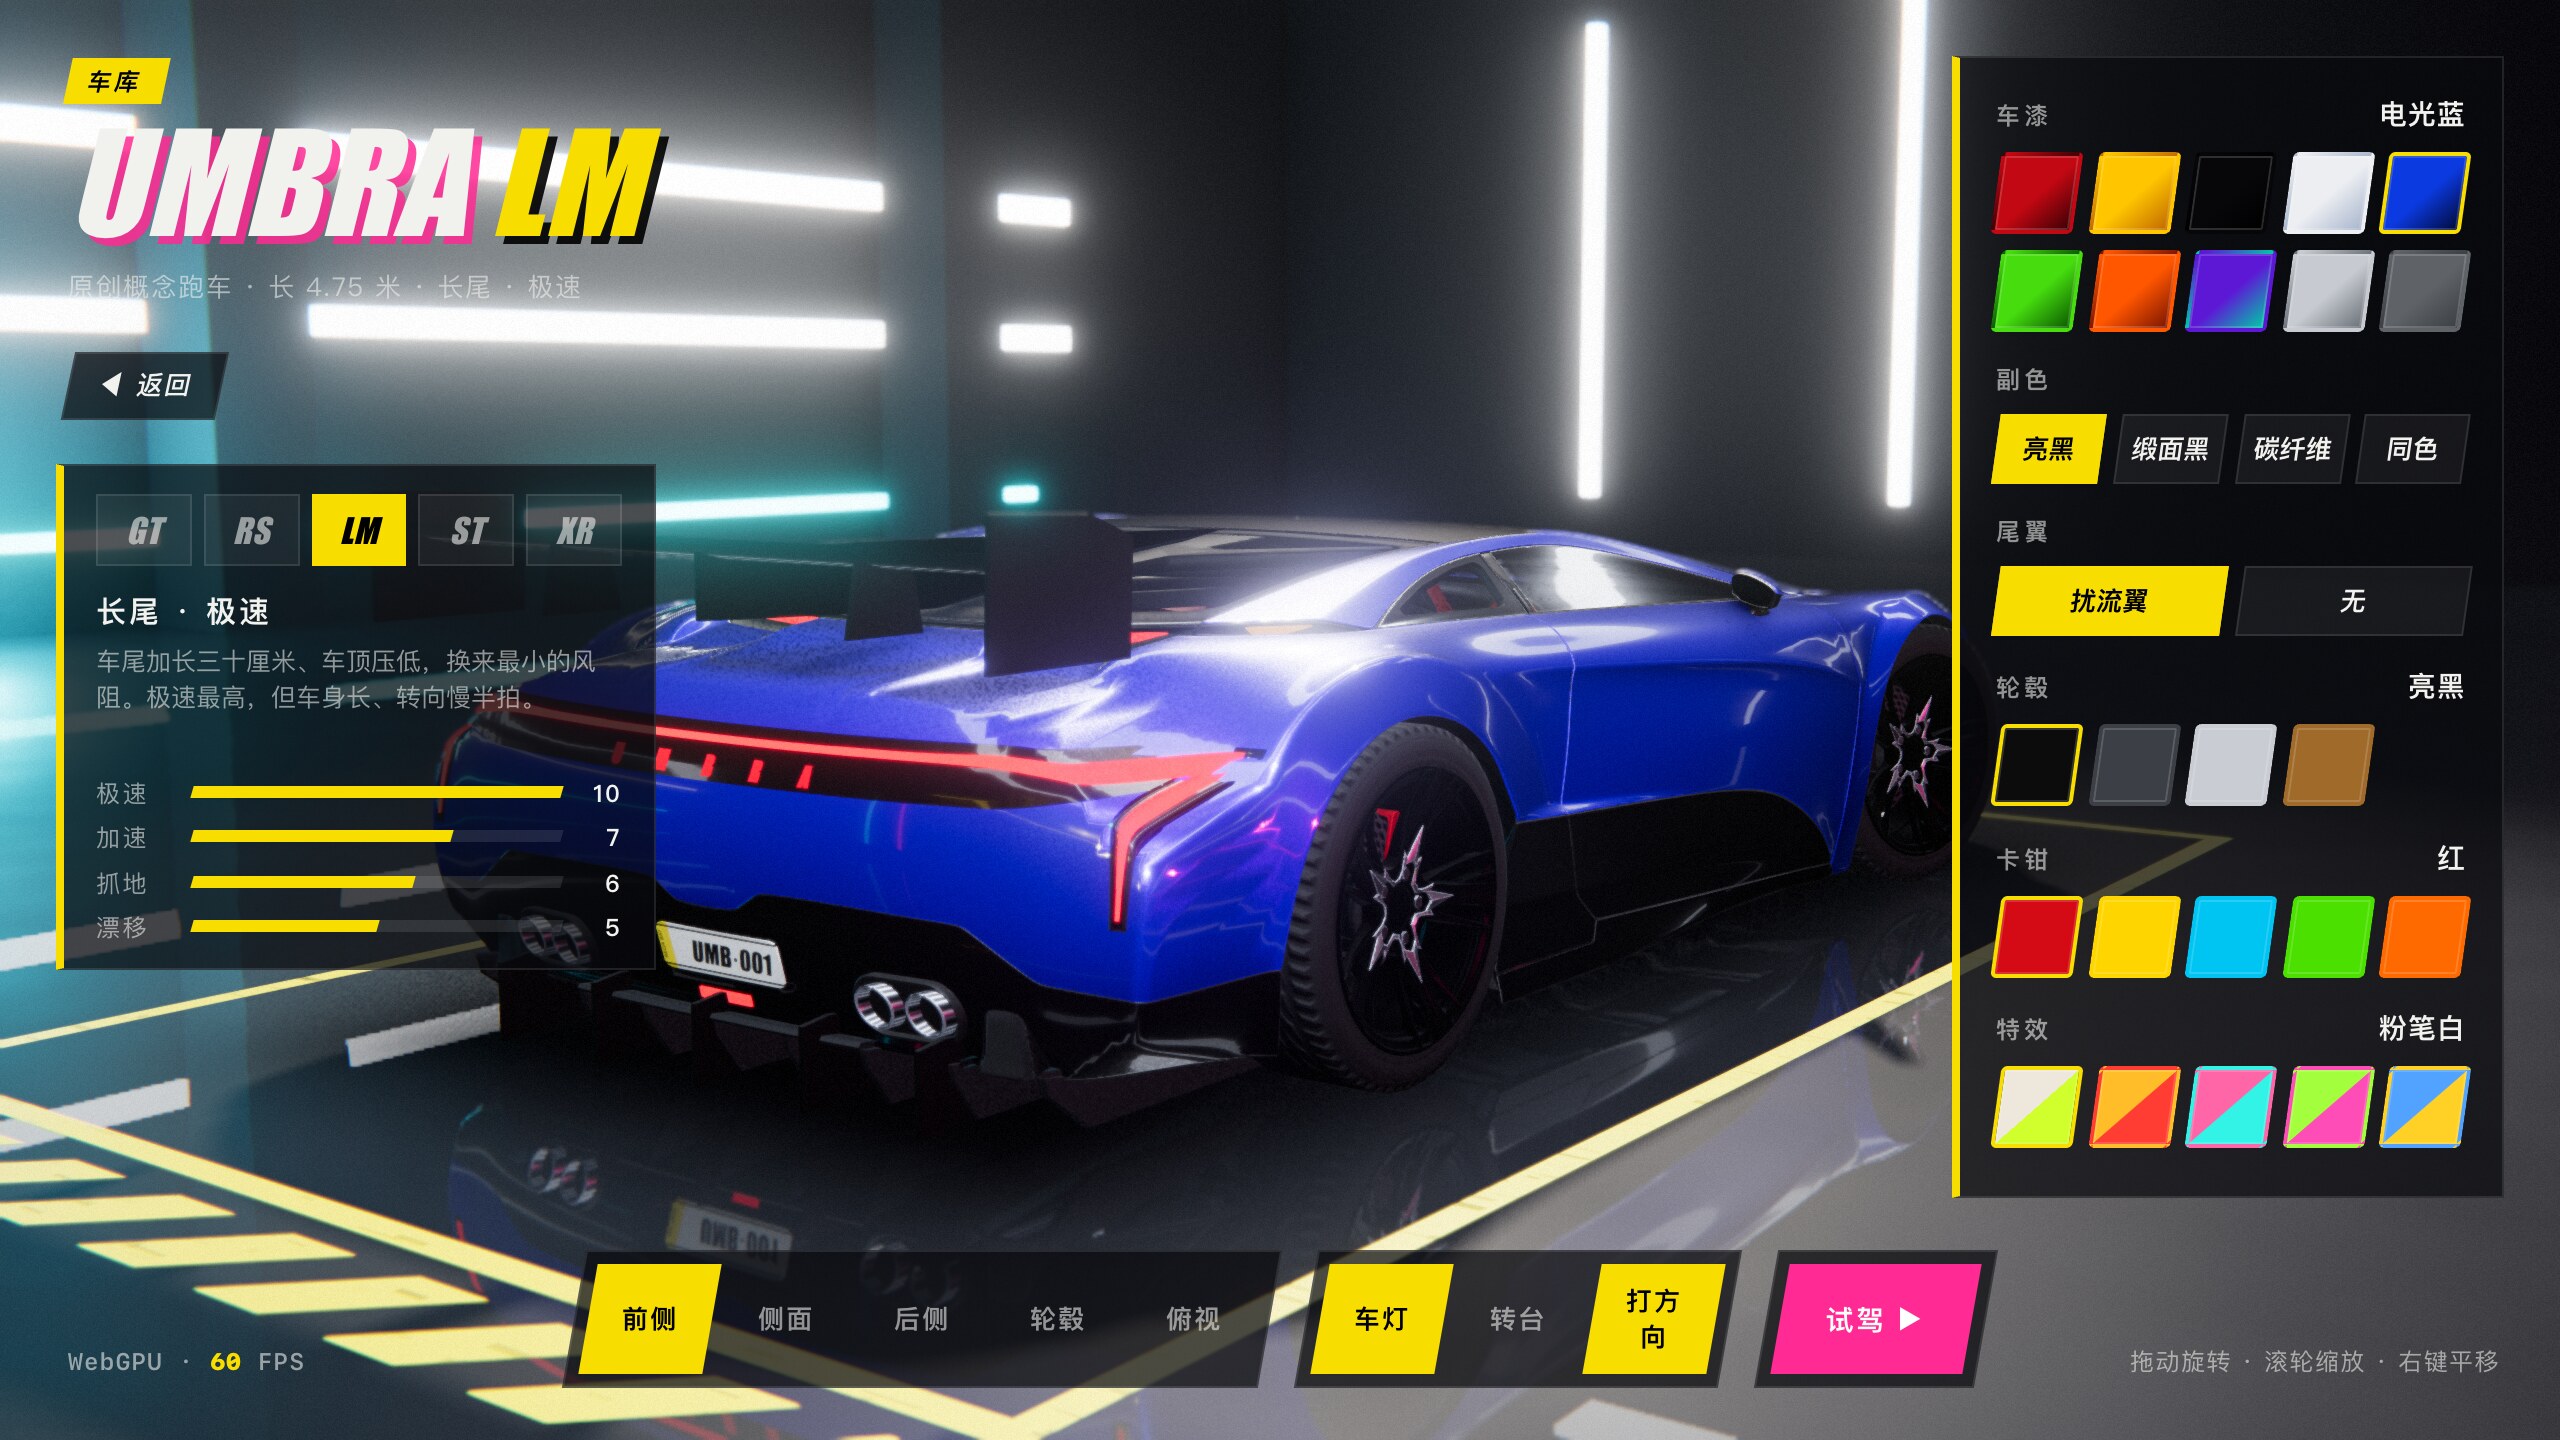 车库
UMBRA LM
原创概念跑车 · 长 4.75 米 · 长尾 · 极速
◀ 返回
GT RS LM ST XR
长尾 · 极速
车尾加长三十厘米、车顶压低，换来最小的风
阻。极速最高，但车身长、转向慢半拍。
极速 10
加速 7
抓地 6
漂移 5
UMB·001
车漆 电光蓝
副色
亮黑 缎面黑 碳纤维 同色
尾翼
扰流翼 无
轮毂 亮黑
卡钳 红
特效 粉笔白
前侧 侧面 后侧 轮毂 俯视
车灯 转台 打方
向
试驾 ▶
WebGPU · 60 FPS
拖动旋转 · 滚轮缩放 · 右键平移